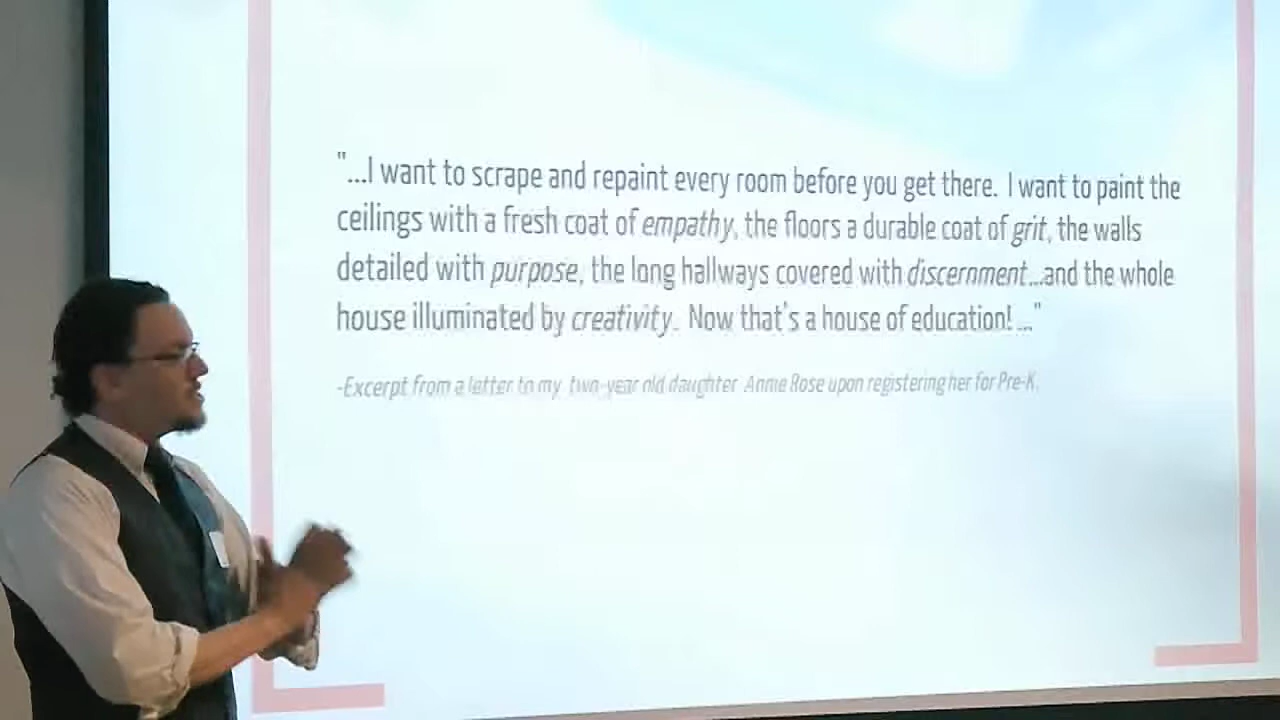 "...I want to scrape and repaint every room before you get there. I want to paint the
ceilings with a fresh coat of empathy, the floors a durable coat of grit, the walls
detailed with purpose, the long hallways covered with discernment...and the whole
house illuminated by creativity. Now that's a house of education! ..."
-Excerpt from a letter to my two-year old daughter Annie Rose upon registering her for Pre-K.